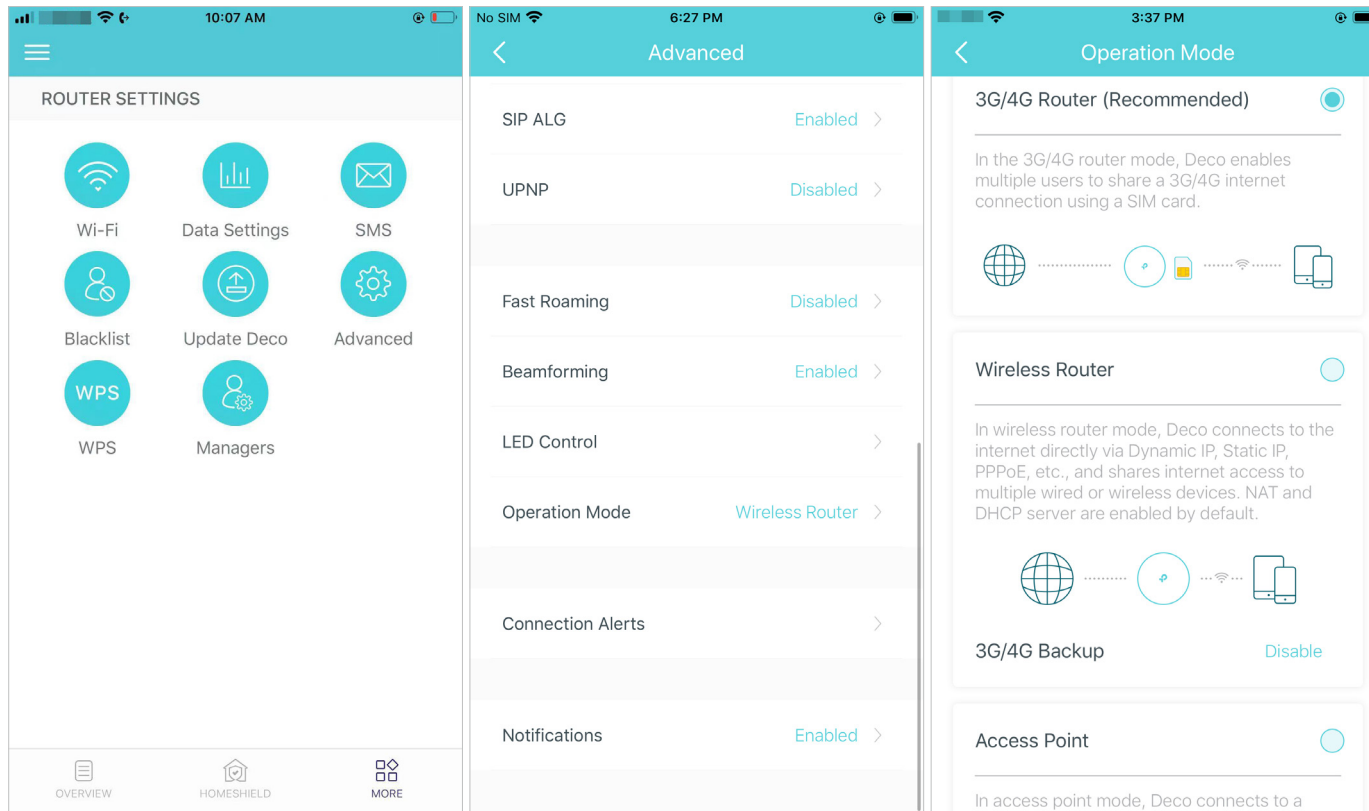 10:07 AM
ROUTER SETTINGS
Wi-Fi
Data Settings
SMS
Blacklist
Update Deco
Advanced
WPS
WPS
Managers
OVERVIEW
HOMESHIELD
MORE
No SIM
6:27 PM
Advanced
SIP ALG
Enabled
UPNP
Disabled
Fast Roaming
Disabled
Beamforming
Enabled
LED Control
Operation Mode
Wireless Router
Connection Alerts
Notifications
Enabled
3:37 PM
Operation Mode
3G/4G Router (Recommended)
In the 3G/4G router mode, Deco enables
multiple users to share a 3G/4G internet
connection using a SIM card.
Wireless Router
In wireless router mode, Deco connects to the
internet directly via Dynamic IP, Static IP,
PPPoE, etc., and shares internet access to
multiple wired or wireless devices. NAT and
DHCP server are enabled by default.
3G/4G Backup
Disable
Access Point
In access point mode, Deco connects to a